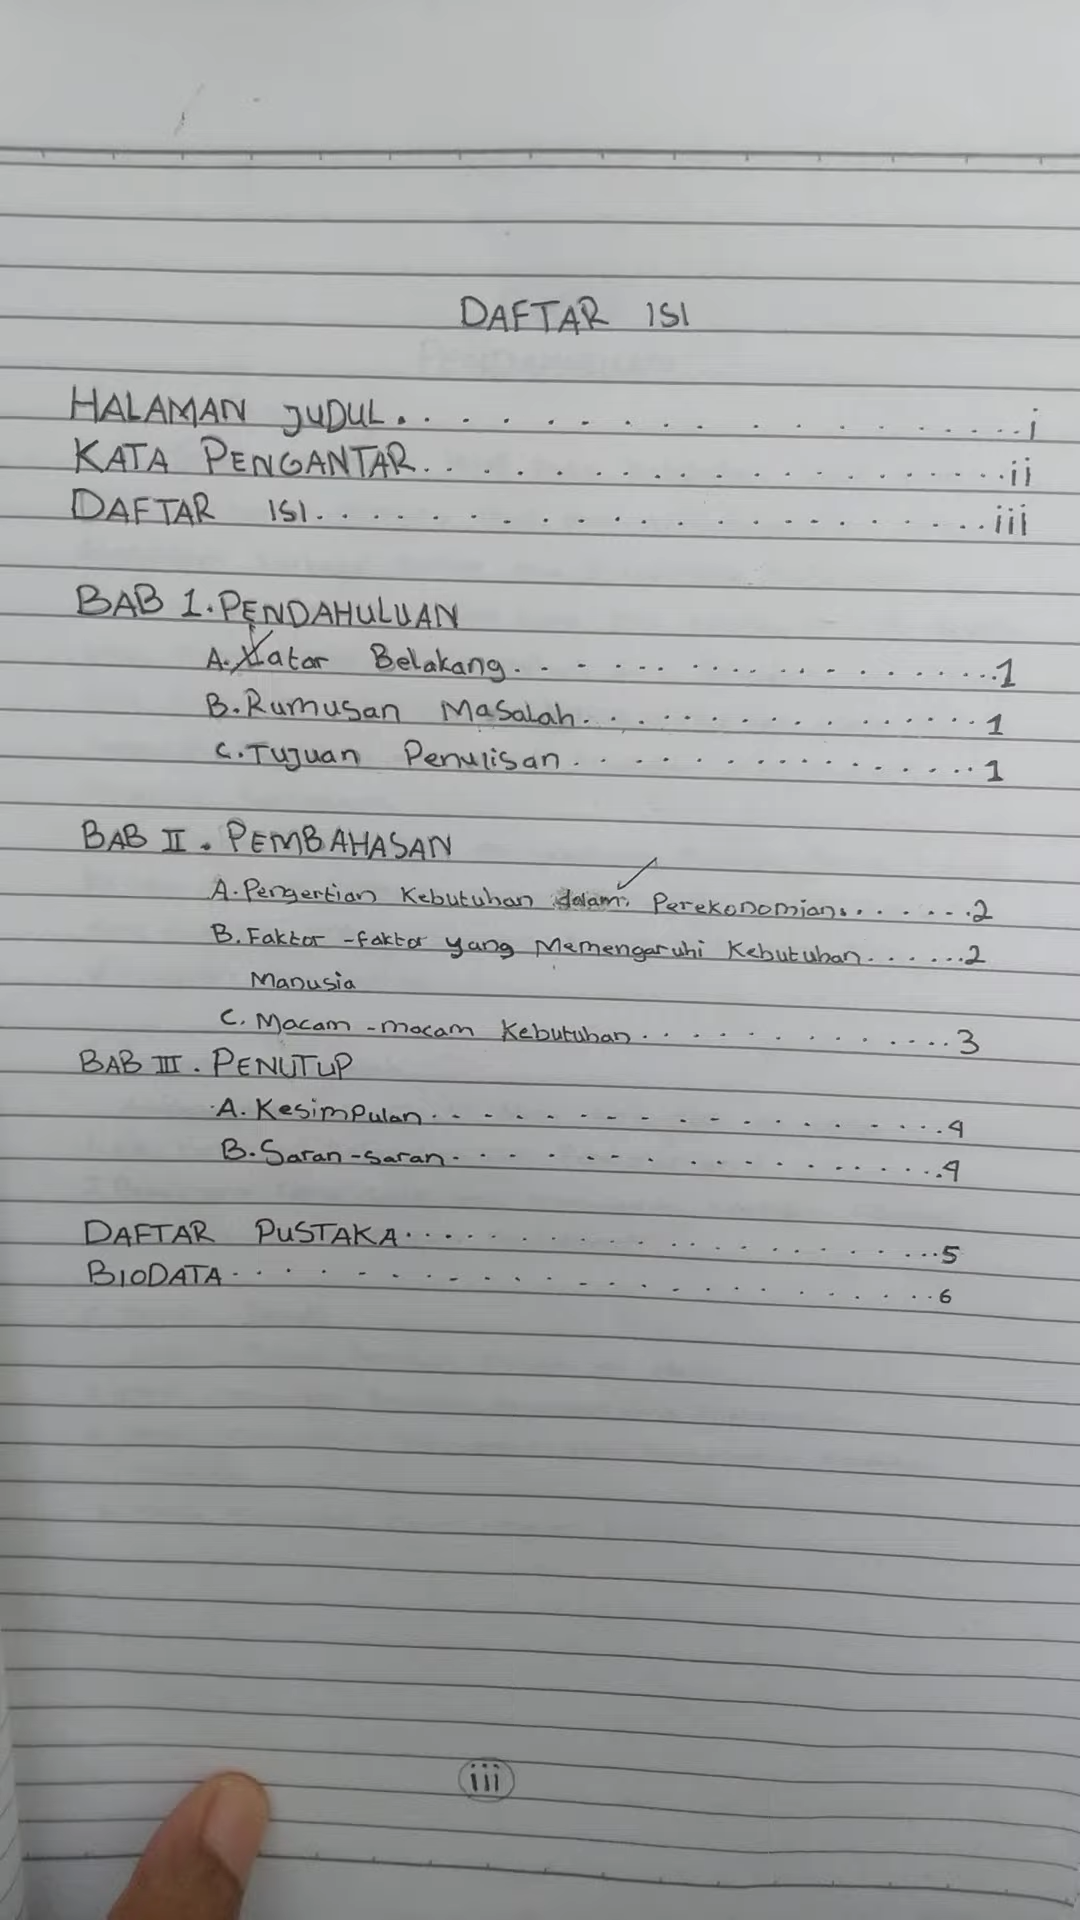 DAFTAR ISI
HALAMAN JUDUL.....................i
KATA PENGANTAR....................ii
DAFTAR ISI....................iii
BAB 1. PENDAHULUAN
A. Latar Belakang....................1
B. Rumusan Masalah....................1
C. Tujuan Penulisan....................1
BAB II. PEMBAHASAN
A. Pengertian Kebutuhan dalam Perekonomian.........2
B. Faktor-faktor yang Memengaruhi Kebutuhan.......2
Manusia
C. Macam-macam Kebutuhan...............3
BAB III. PENUTUP
A. Kesimpulan....................4
B. Saran-saran....................4
DAFTAR PUSTAKA....................5
BIODATA....................6
iii